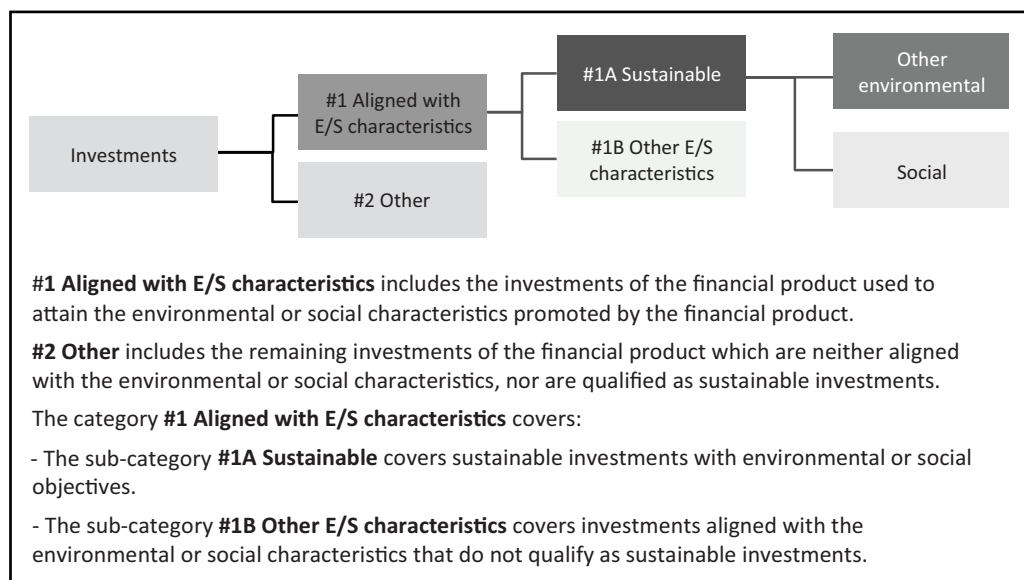 Investments
#1 Aligned with
E/S characteristics
#2 Other
#1A Sustainable
#1B Other E/S
characteristics
Other
environmental
Social
#1 Aligned with E/S characteristics includes the investments of the financial product used to
attain the environmental or social characteristics promoted by the financial product.
#2 Other includes the remaining investments of the financial product which are neither aligned
with the environmental or social characteristics, nor are qualified as sustainable investments.
The category #1 Aligned with E/S characteristics covers:
- The sub-category #1A Sustainable covers sustainable investments with environmental or social
objectives.
- The sub-category #1B Other E/S characteristics covers investments aligned with the
environmental or social characteristics that do not qualify as sustainable investments.